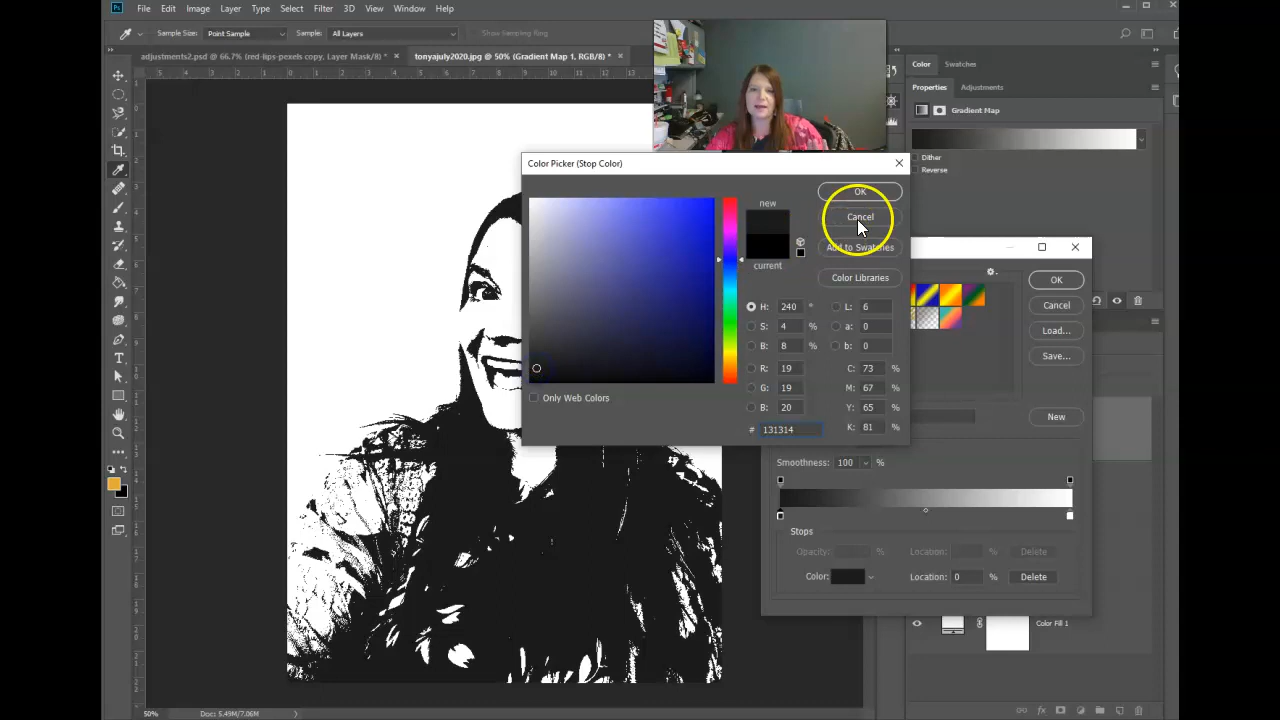 Ps File Edit Image Layer Type Select Filter 3D View Window Help
Sample Size: Point Sample Sample: All Layers Show Sampling Ring
adjustments2.psd @ 66.7% (red-lips-pixels copy, Layer Mask/8) * ×
tonyajuly2020.jpg @ 50% (Gradient Map 1, RGB/8) * ×
Color Swatches
Properties Adjustments
Gradient Map
Dither
Reverse
Color Picker (Stop Color)
new
current
OK
Cancel
Add to Swatches
Color Libraries
H: 240 ° L: 6
S: 4 % a: 0
B: 8 % b: 0
R: 19 C: 73 %
G: 19 M: 67 %
B: 20 Y: 65 %
# 131314 K: 81 %
Only Web Colors
OK
Cancel
Load...
Save...
New
Smoothness: 100 %
Stops
Opacity: % Location: % Delete
Color: Location: 0 % Delete
Color Fill 1
50% Doc: 5.49M/7.06M